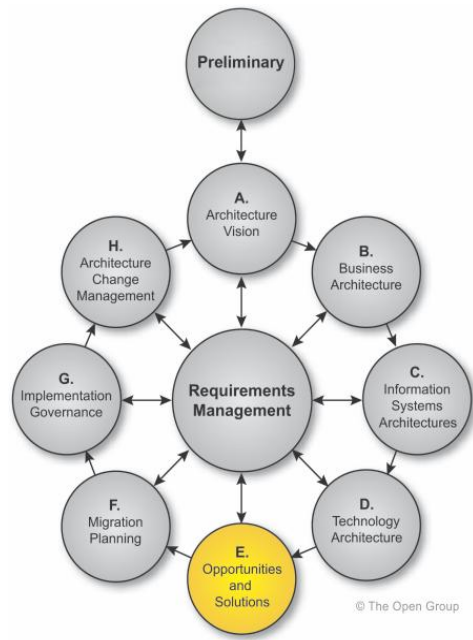 Preliminary
A.
Architecture
Vision
H.
Architecture
Change
Management
B.
Business
Architecture
G.
Implementation
Governance
Requirements
Management
C.
Information
Systems
Architectures
F.
Migration
Planning
D.
Technology
Architecture
E.
Opportunities
and
Solutions
© The Open Group